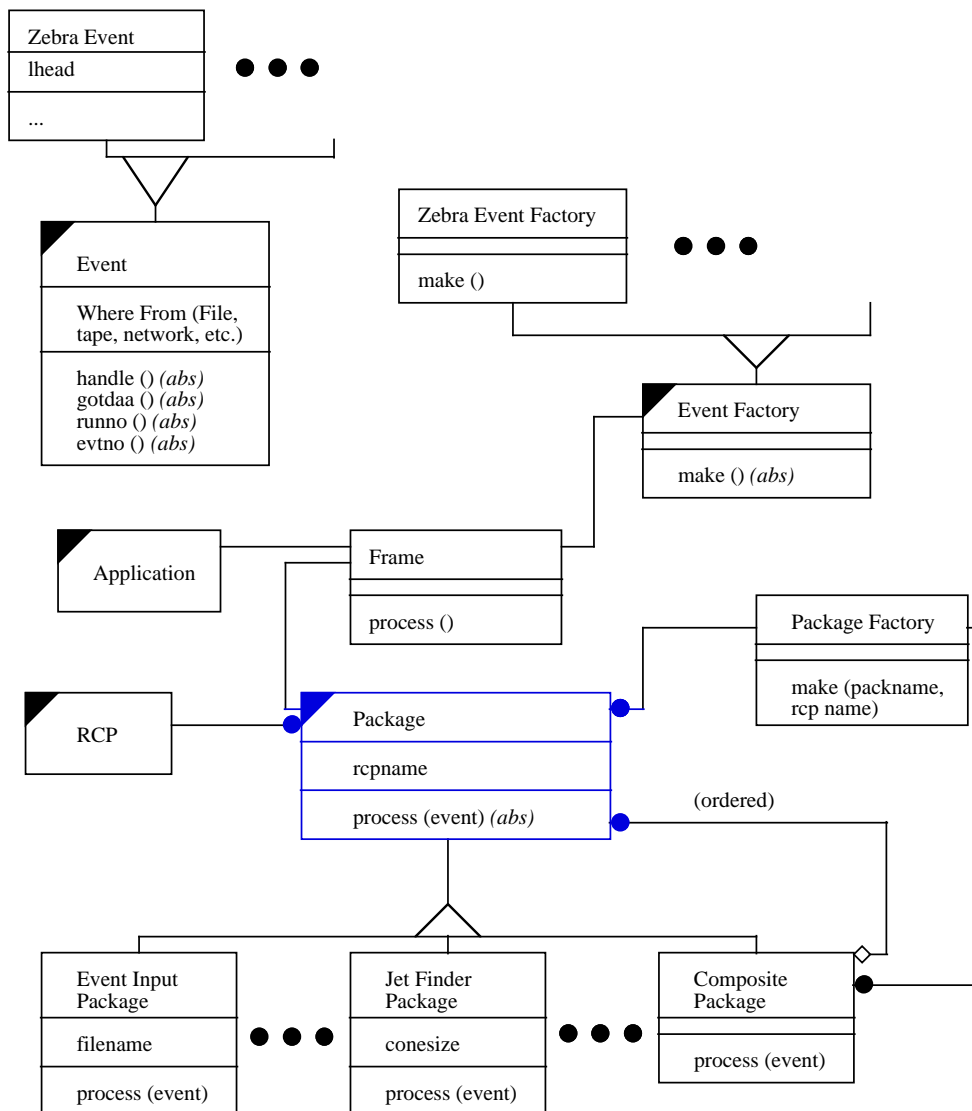 Zebra Event
lhead
...
Zebra Event Factory
make ()
Event
Where From (File,
tape, network, etc.)
handle () (abs)
gotdaa () (abs)
runno () (abs)
evtno () (abs)
Event Factory
make () (abs)
Application
Frame
process ()
Package Factory
make (packname,
rcp name)
RCP
Package
rcpname
process (event) (abs)
(ordered)
Event Input
Package
filename
process (event)
Jet Finder
Package
conesize
process (event)
Composite
Package
process (event)